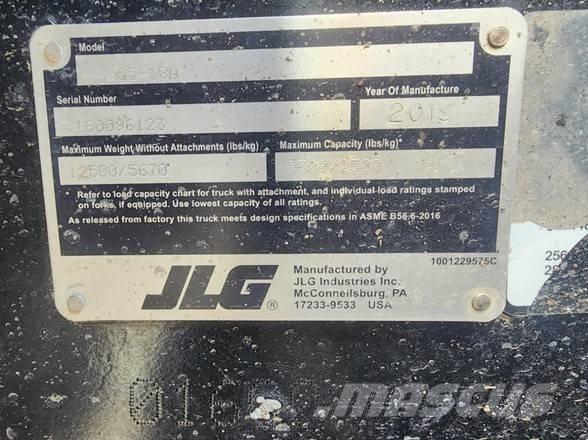 Model
G5-18A
Serial Number
Year Of Manufacture
0160096123
2019
Maximum Weight Without Attachments (lbs/kg)
Maximum Capacity (lbs/kg)
12500/5670
Refer to load capacity chart for truck with attachment, and individual load ratings stamped
on forks, if equipped. Use lowest capacity of all ratings.
As released from factory this truck meets design specifications in ASME B56.6-2016
JLG®
Manufactured by
JLG Industries Inc.
McConnellsburg, PA
17233-9533 USA
1001229575C
MASCUS